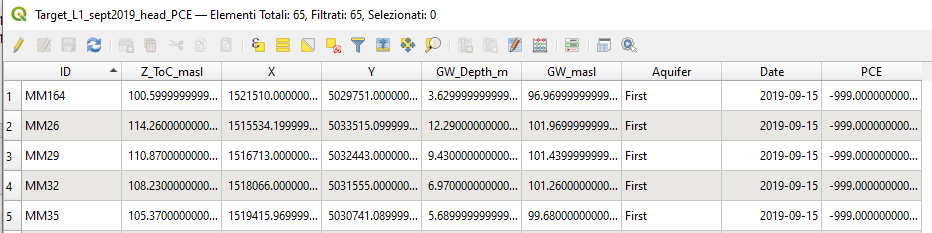 Target_L1_sept2019_head_PCE — Elementi Totali: 65, Filtrati: 65, Selezionati: 0
ID Z_ToC_masl X Y GW_Depth_m GW_masl Aquifer Date PCE
1 MM164 100.5999999999... 1521510.000000... 5029751.000000... 3.629999999999... 96.96999999999... First 2019-09-15 -999.000000000...
2 MM26 114.2600000000... 1515534.199999... 5033515.099999... 12.29000000000... 101.9699999999... First 2019-09-15 -999.000000000...
3 MM29 110.8700000000... 1516713.000000... 5032443.000000... 9.430000000000... 101.4399999999... First 2019-09-15 -999.000000000...
4 MM32 108.2300000000... 1518066.000000... 5031555.000000... 6.970000000000... 101.2600000000... First 2019-09-15 -999.000000000...
5 MM35 105.3700000000... 1519415.969999... 5030741.089999... 5.689999999999... 99.68000000000... First 2019-09-15 -999.000000000...